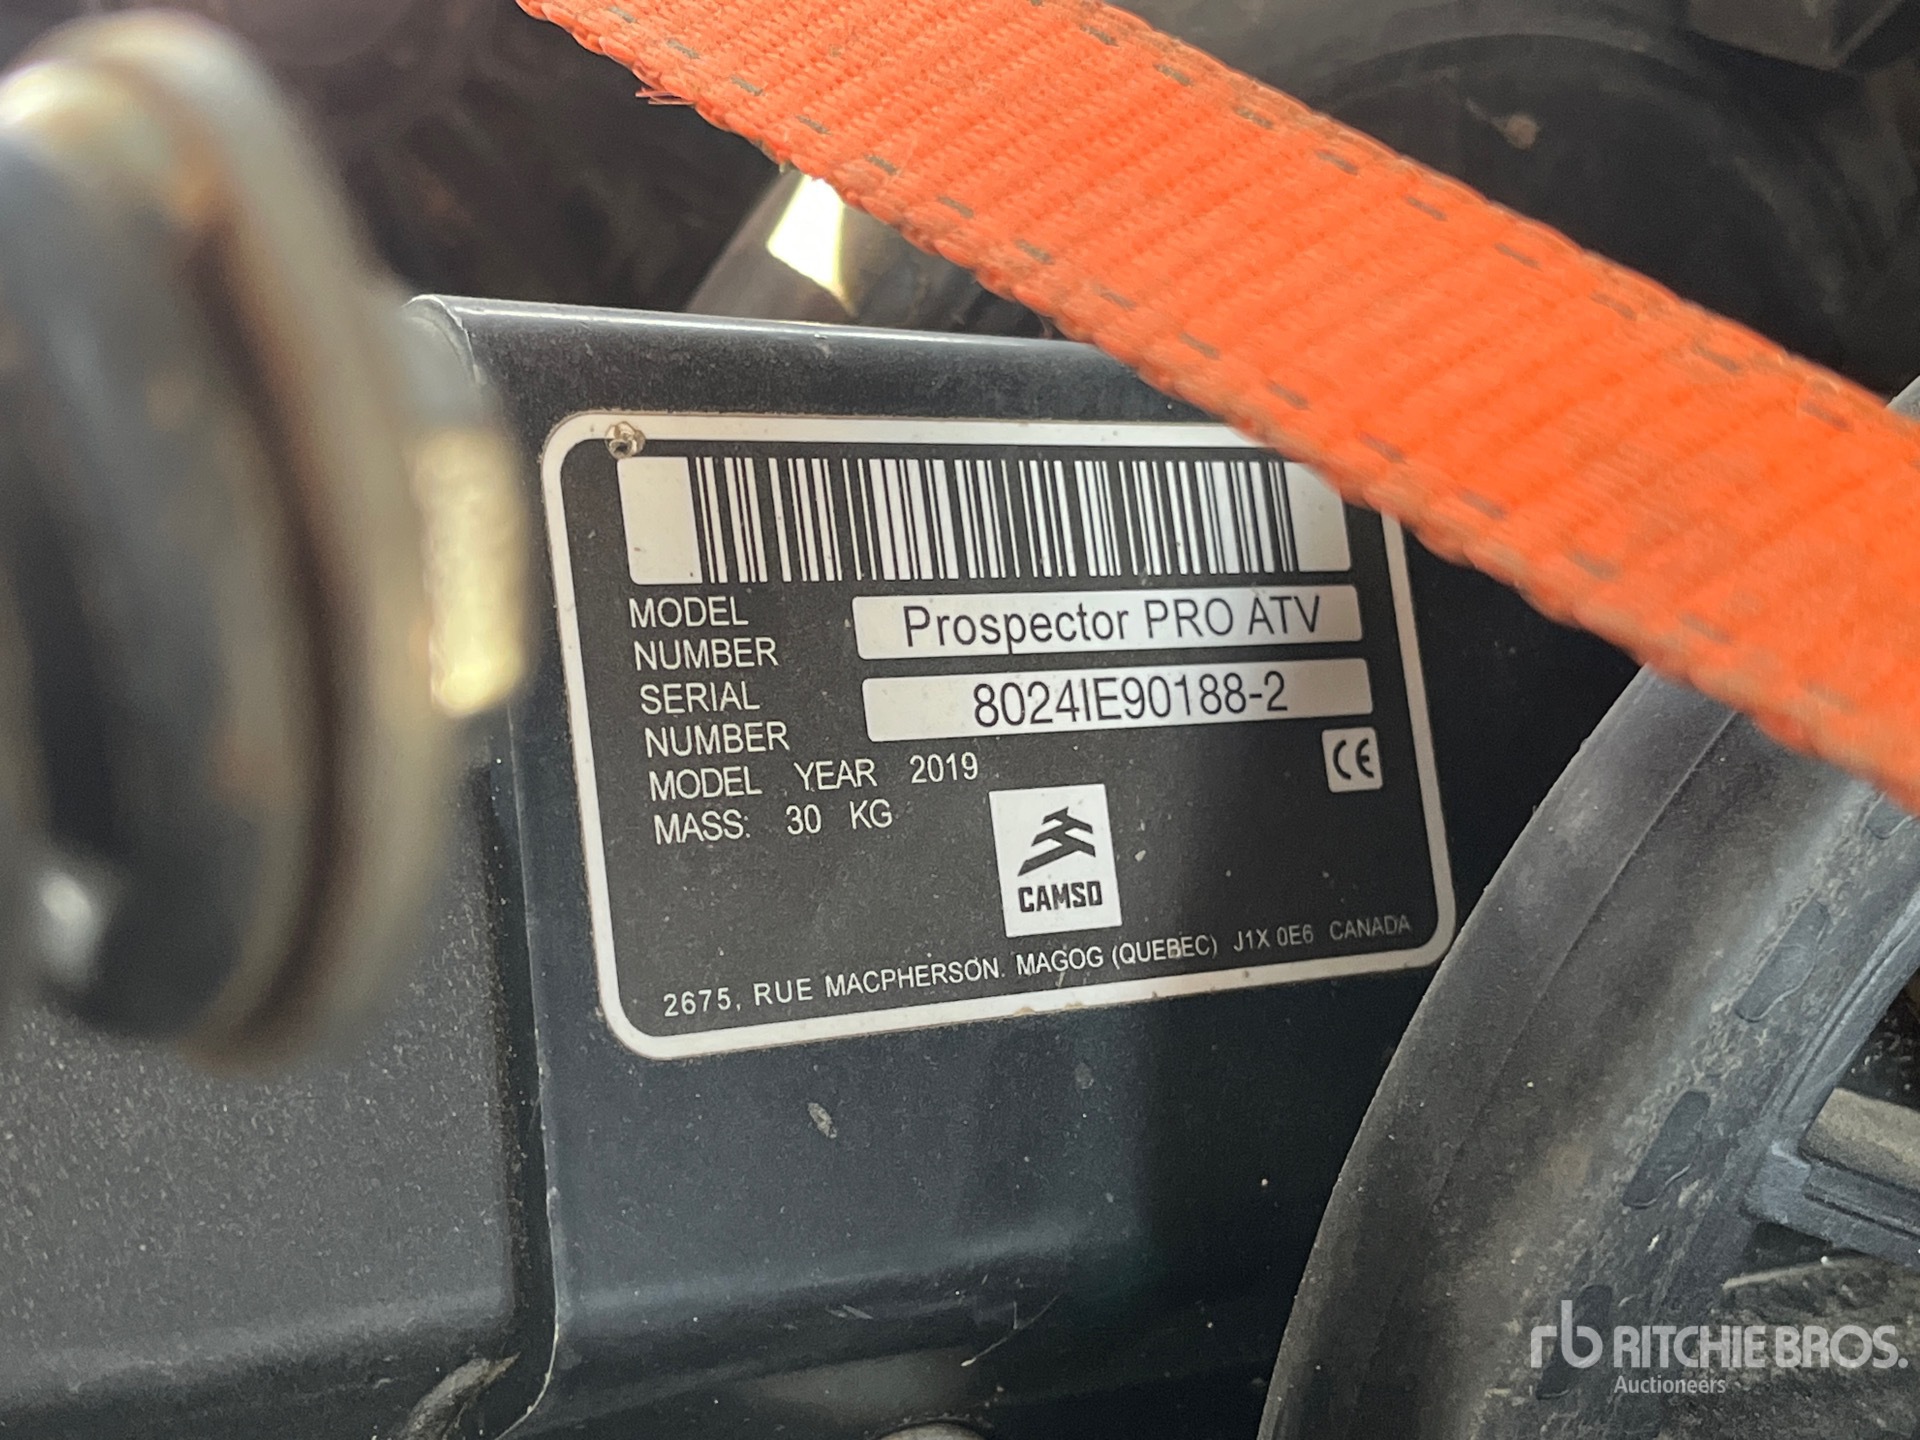 MODEL NUMBER Prospector PRO ATV
SERIAL NUMBER 8024IE90188-2
MODEL YEAR 2019
MASS: 30 KG
CE
CAMSO
2675, RUE MACPHERSON. MAGOG (QUEBEC) J1X 0E6 CANADA
rb RITCHIE BROS.
Auctioneers